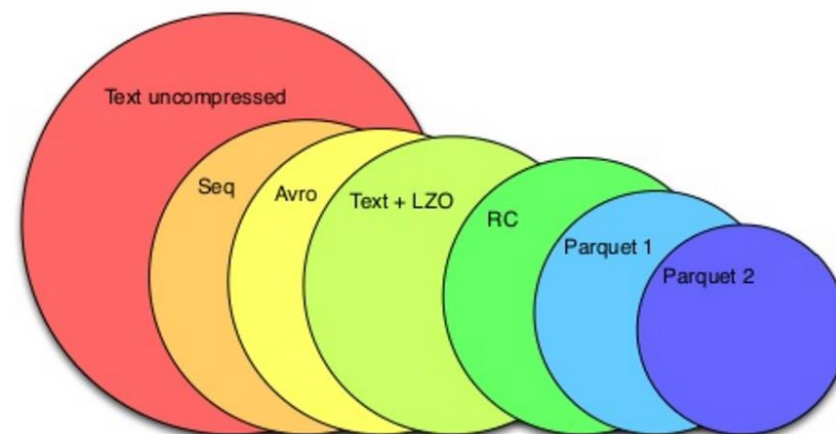 Text uncompressed
Seq
Avro
Text + LZO
RC
Parquet 1
Parquet 2